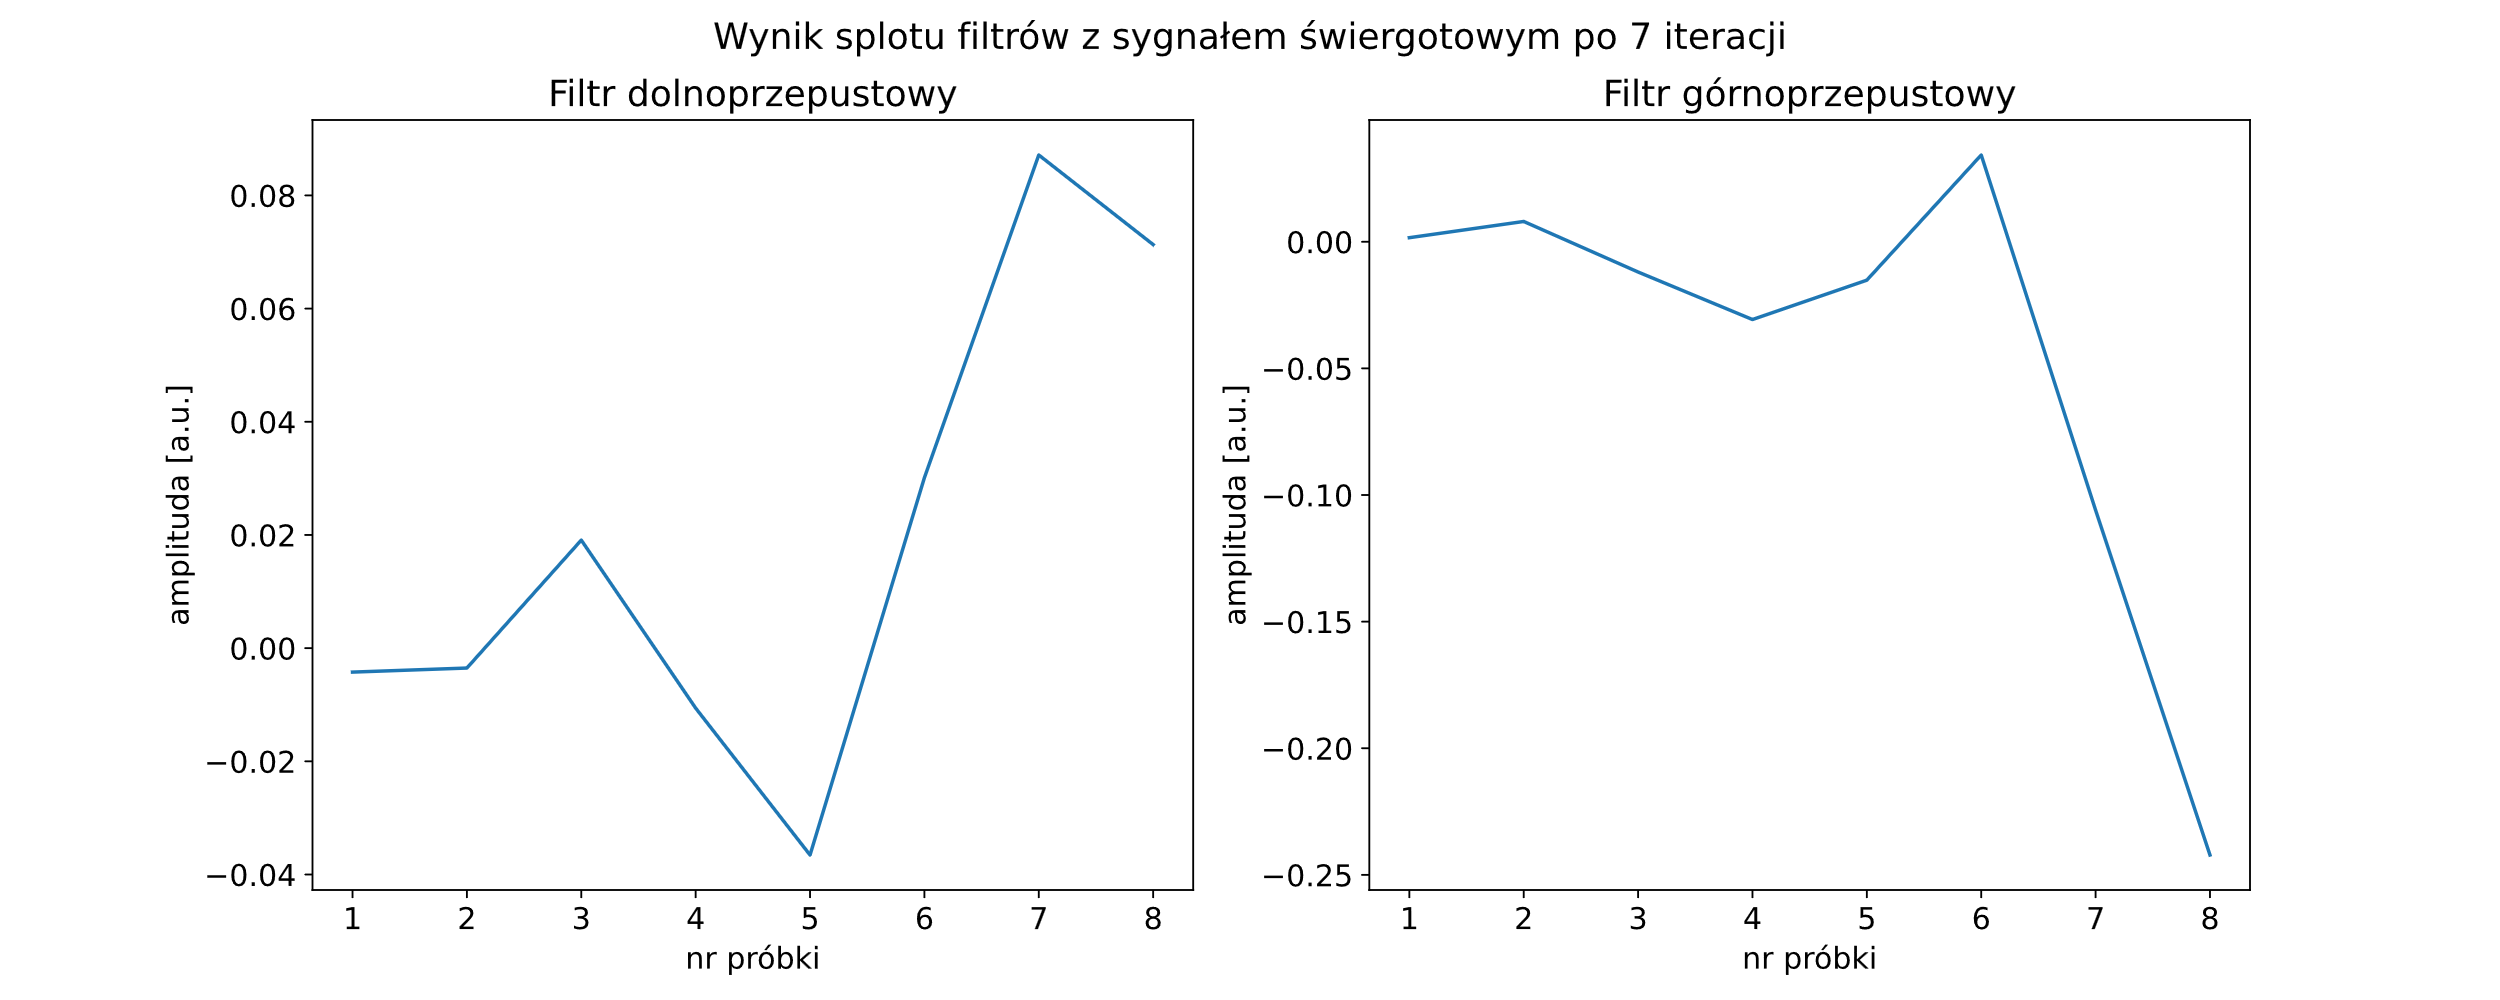 Wynik splotu filtrów z sygnałem świergotowym po 7 iteracji
Filtr dolnoprzepustowy
0.08
0.06
0.04
0.02
0.00
−0.02
−0.04
amplituda [a.u.]
1 2 3 4 5 6 7 8
nr próbki
Filtr górnoprzepustowy
0.00
−0.05
−0.10
−0.15
−0.20
−0.25
amplituda [a.u.]
1 2 3 4 5 6 7 8
nr próbki